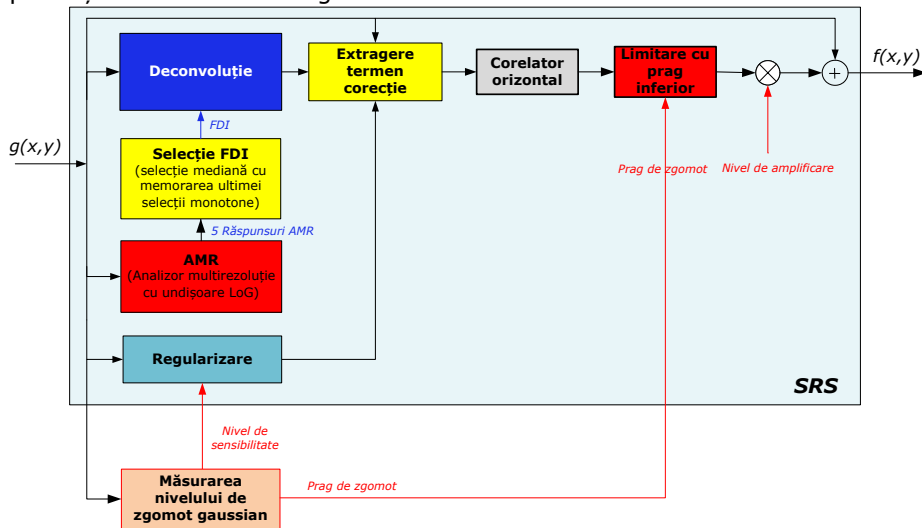 Deconvoluție
Extragere
termen
corecție
Corelator
orizontal
Limitare cu
prag
inferior
f(x,y)
FDI
g(x,y)
Selecție FDI
(selecție mediană cu
memorarea ultimei
selecții monotone)
Prag de zgomot
Nivel de amplificare
5 Răspunsuri AMR
AMR
(Analizor multirezoluție
cu undișoare LoG)
Regularizare
SRS
Nivel de
sensibilitate
Măsurarea
nivelului de
zgomot gaussian
Prag de zgomot